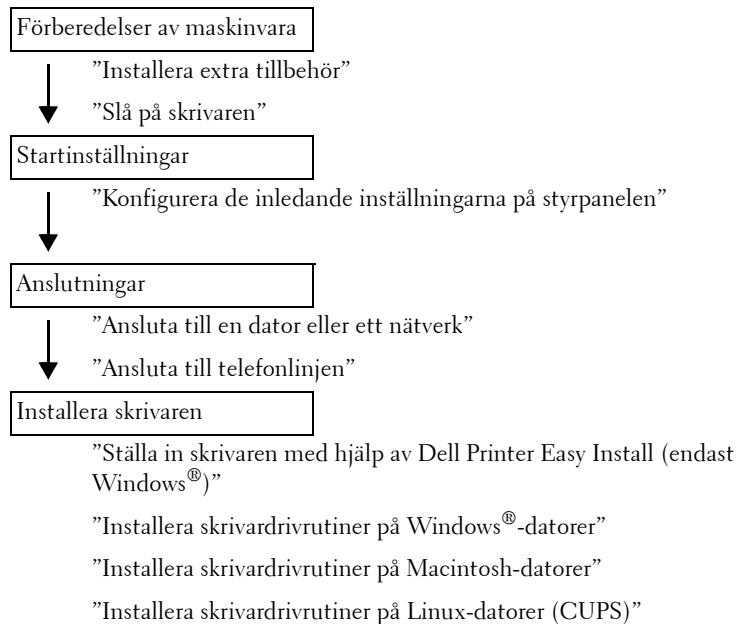 Förberedelser av maskinvara
”Installera extra tillbehör”
”Slå på skrivaren”
Startinställningar
”Konfigurera de inledande inställningarna på styrpanelen”
Anslutningar
”Ansluta till en dator eller ett nätverk”
”Ansluta till telefonlinjen”
Installera skrivaren
”Ställa in skrivaren med hjälp av Dell Printer Easy Install (endast
Windows®)”
”Installera skrivardrivrutiner på Windows®-datorer”
”Installera skrivardrivrutiner på Macintosh-datorer”
”Installera skrivardrivrutiner på Linux-datorer (CUPS)”